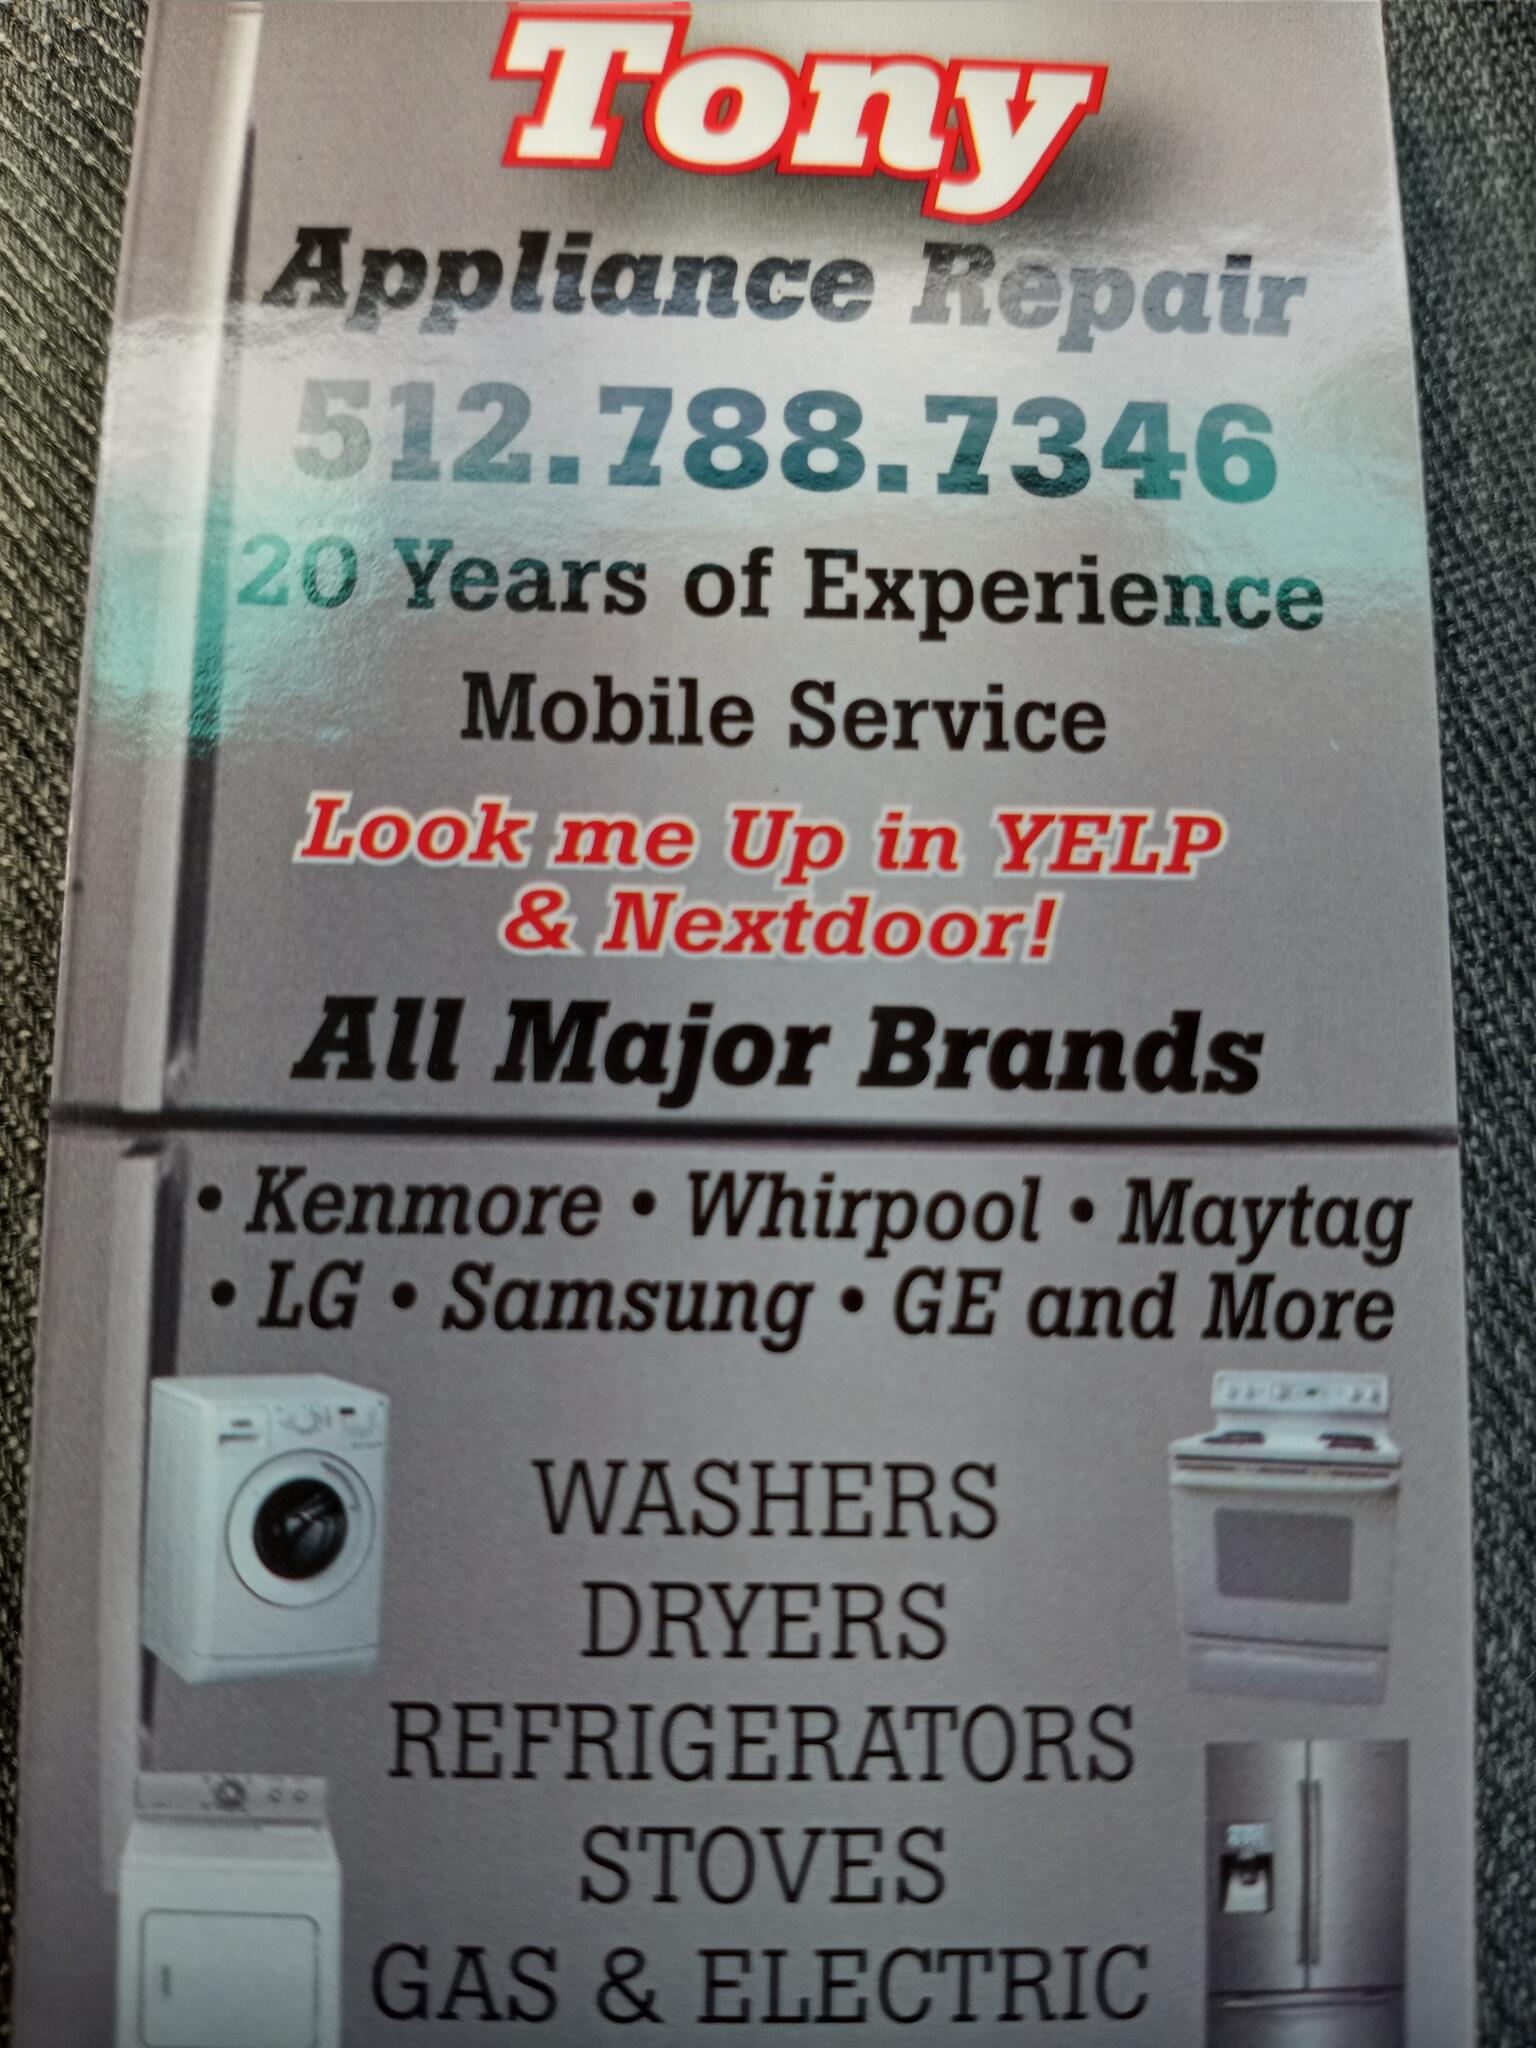 Tony
Appliance Repair
512.788.7346
20 Years of Experience
Mobile Service
Look me Up in YELP
& Nextdoor!
All Major Brands
• Kenmore • Whirpool • Maytag
• LG • Samsung • GE and More
WASHERS
DRYERS
REFRIGERATORS
STOVES
GAS & ELECTRIC